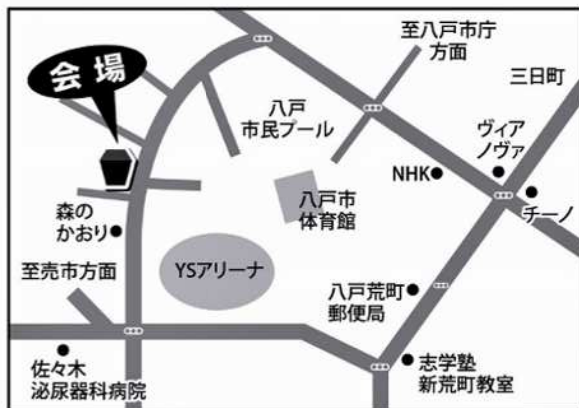 至八戸市庁
方面
三日町
会場
八戸
市民プール
ヴィア
ノヴァ
NHK
チーノ
森の
かおり
八戸市
体育館
至売市方面
YSアリーナ
八戸荒町
郵便局
佐々木
泌尿器科病院
志学塾
新荒町教室